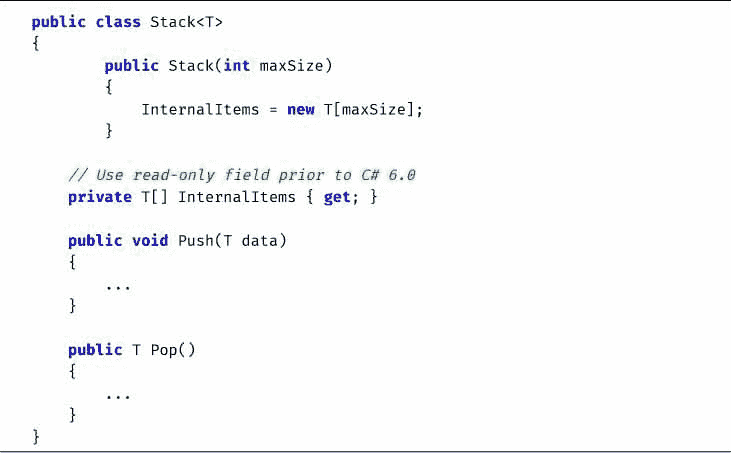 public class Stack<T>
{
        public Stack(int maxSize)
        {
            InternalItems = new T[maxSize];
        }

    // Use read-only field prior to C# 6.0
    private T[] InternalItems { get; }

    public void Push(T data)
    {
        ...
    }

    public T Pop()
    {
        ...
    }
}